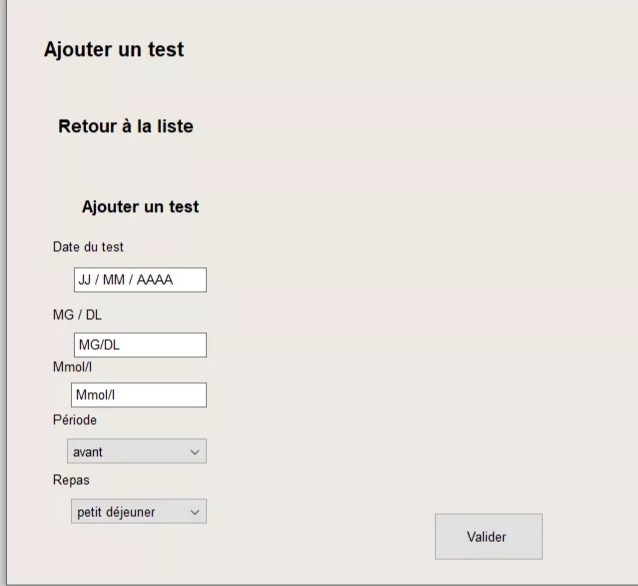 Ajouter un test
Retour à la liste
Ajouter un test
Date du test
JJ / MM / AAAA
MG / DL
MG/DL
Mmol/l
Mmol/l
Période
avant
Repas
petit déjeuner
Valider